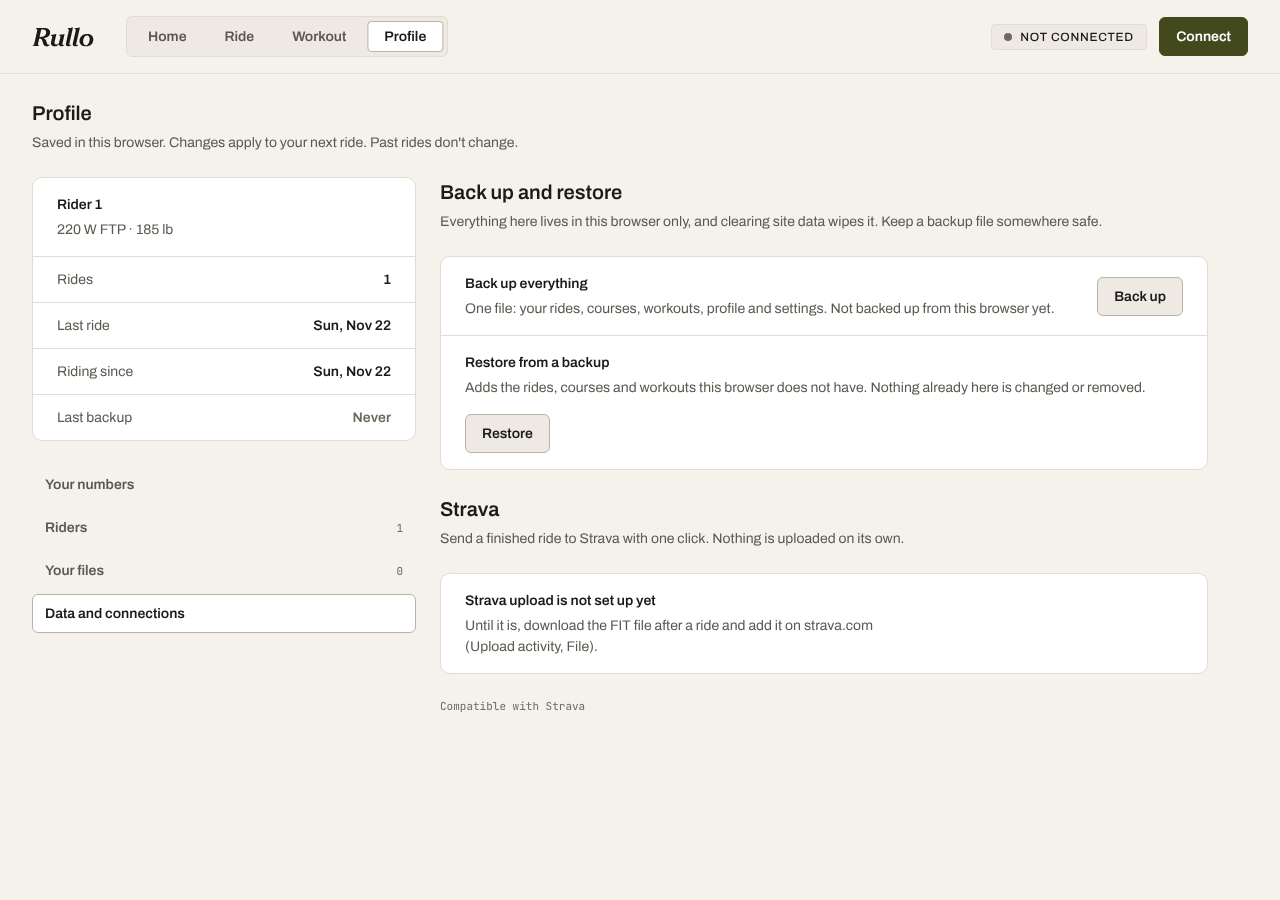 Rullo
Home
Ride
Workout
Profile
NOT CONNECTED
Connect
Profile
Saved in this browser. Changes apply to your next ride. Past rides don't change.
Rider 1
220 W FTP · 185 lb
Rides 1
Last ride Sun, Nov 22
Riding since Sun, Nov 22
Last backup Never
Your numbers
Riders 1
Your files 0
Data and connections
Back up and restore
Everything here lives in this browser only, and clearing site data wipes it. Keep a backup file somewhere safe.
Back up everything
One file: your rides, courses, workouts, profile and settings. Not backed up from this browser yet.
Back up
Restore from a backup
Adds the rides, courses and workouts this browser does not have. Nothing already here is changed or removed.
Restore
Strava
Send a finished ride to Strava with one click. Nothing is uploaded on its own.
Strava upload is not set up yet
Until it is, download the FIT file after a ride and add it on strava.com
(Upload activity, File).
Compatible with Strava